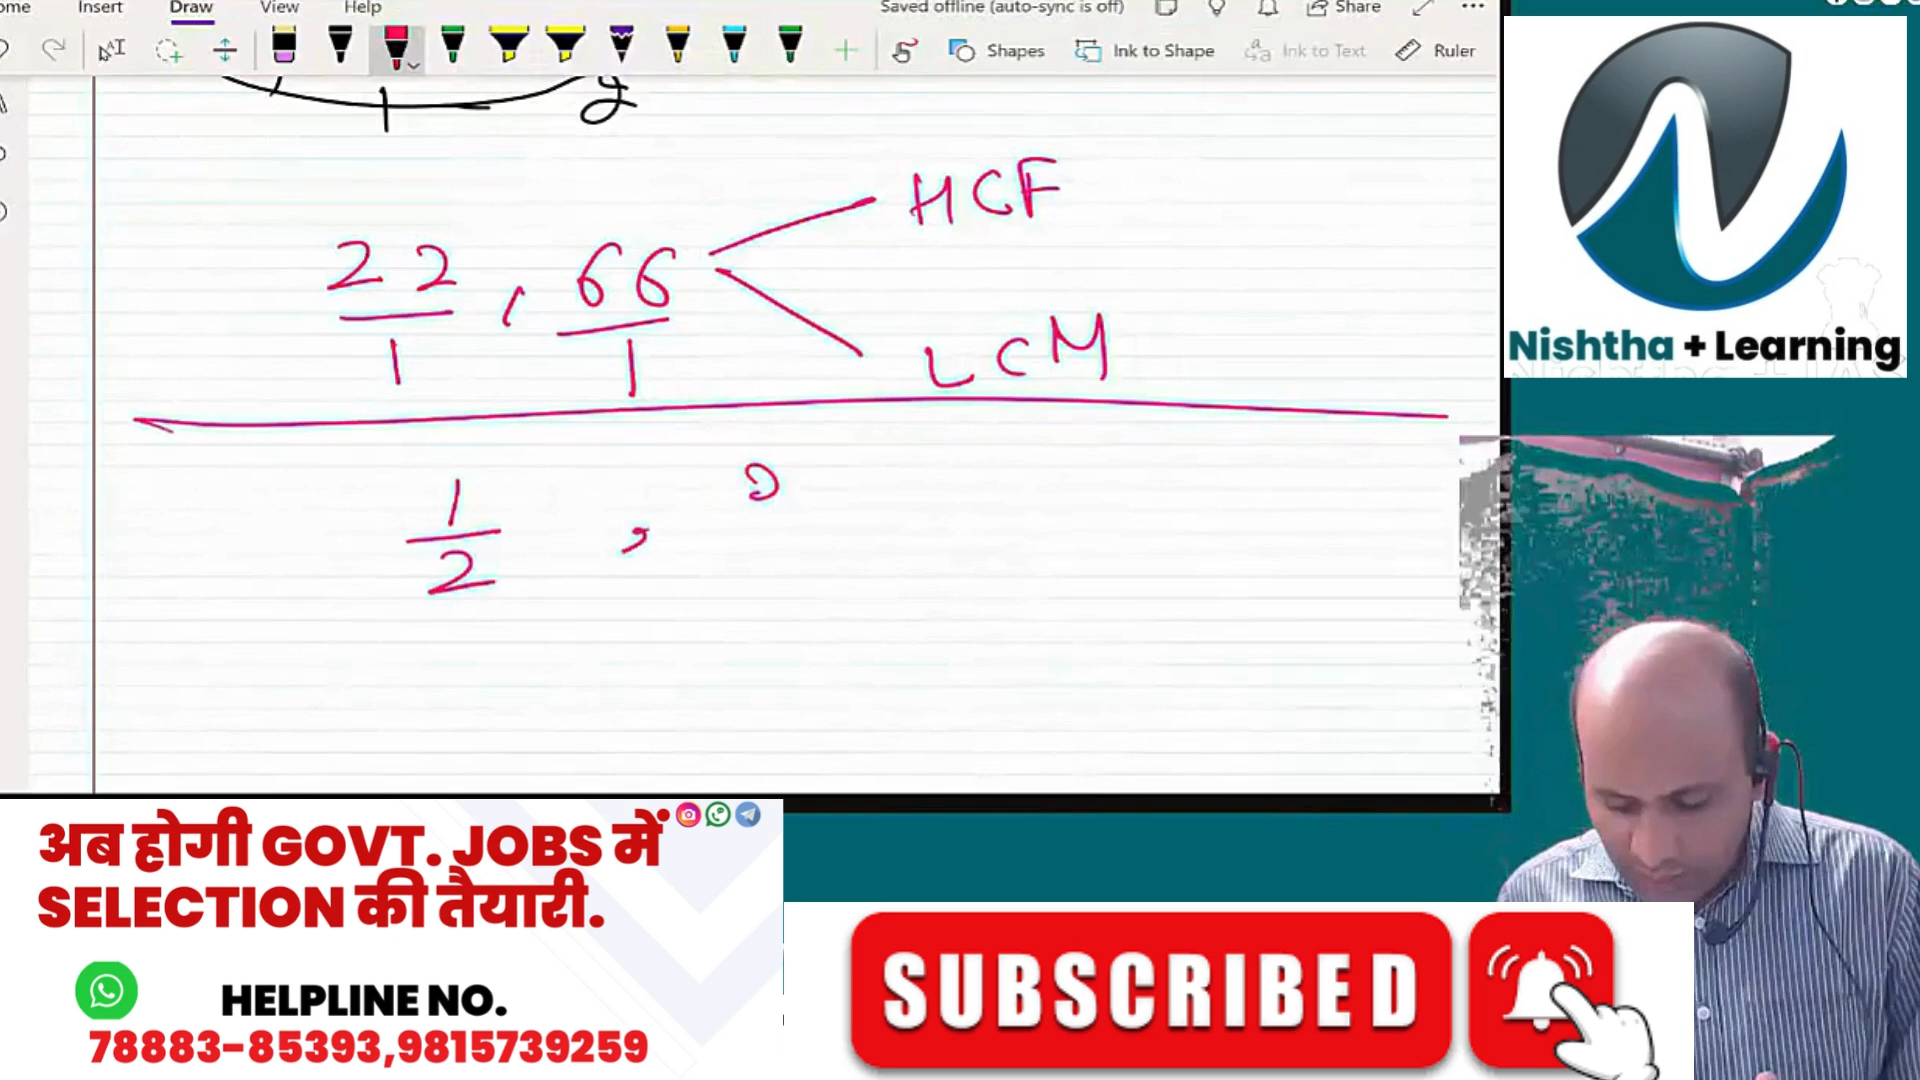 ome Insert Draw View Help Saved offline (auto-sync is off) Share
Shapes Ink to Shape Ink to Text Ruler
HCF
22/1 , 66/1
LCM
1/2 ,
Nishtha + Learning
अब होगी GOVT. JOBS में
SELECTION की तैयारी.
HELPLINE NO.
78883-85393,9815739259
SUBSCRIBED